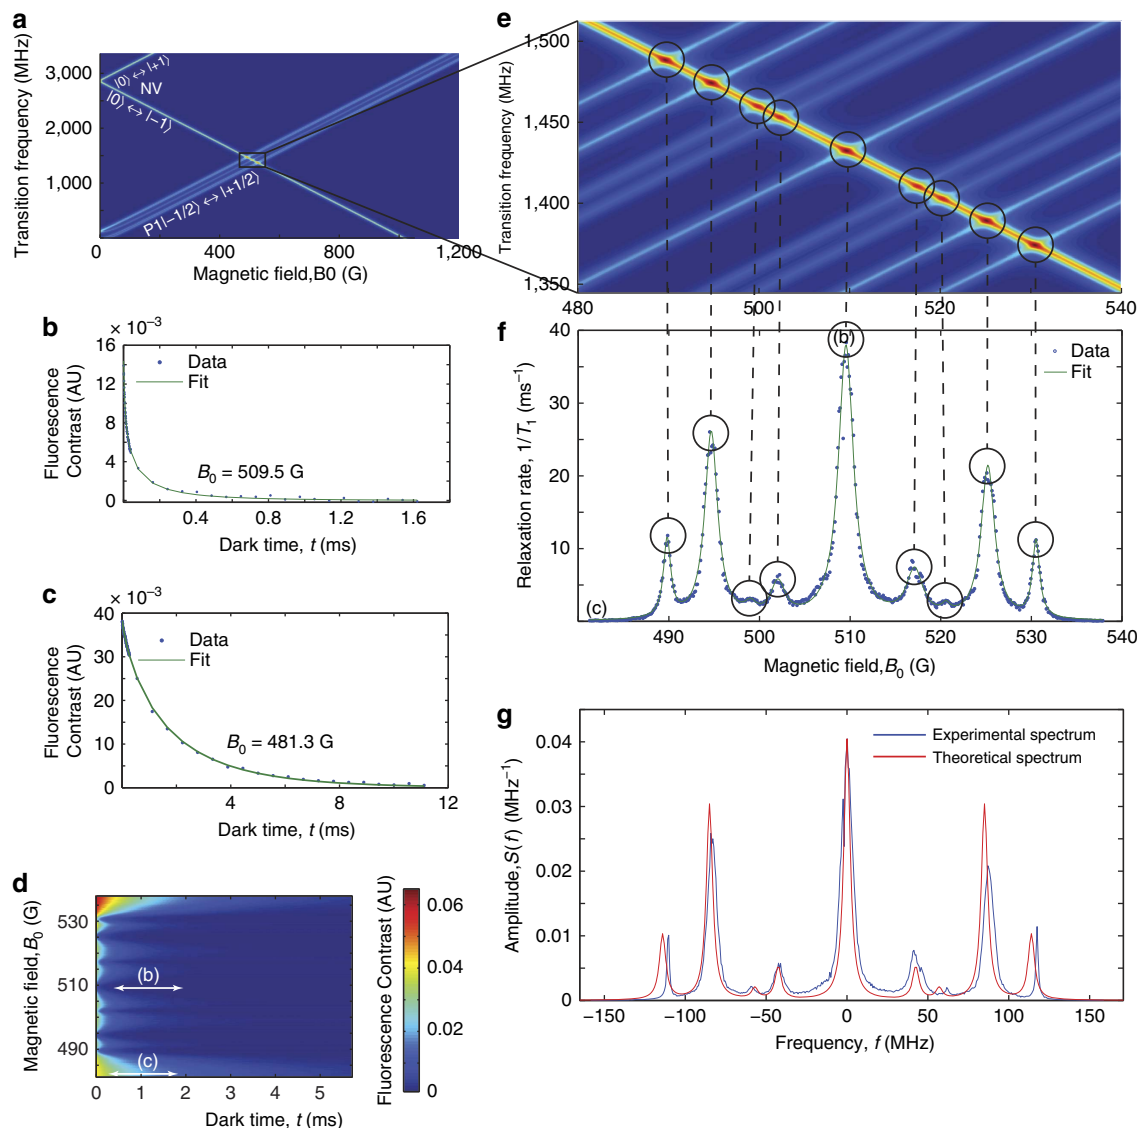 a
Transition frequency (MHz)
3,000
2,000
1,000
|0⟩ ↔ |+1⟩
NV
|0⟩ ↔ |−1⟩
P1|−1/2⟩ ↔ |+1/2⟩
0 400 800 1,200
Magnetic field,B0 (G)
e
Transition frequency (MHz)
1,500
1,450
1,400
1,350
480 500 520 540
b
× 10−3
Fluorescence
Contrast (AU)
16
12
8
4
0
Data
Fit
B0 = 509.5 G
0.4 0.8 1.2 1.6
Dark time, t (ms)
c
× 10−3
Fluorescence
Contrast (AU)
40
30
20
10
0
Data
Fit
B0 = 481.3 G
4 8 12
Dark time, t (ms)
d
Magnetic field,B0 (G)
530
510
490
(b)
(c)
0 1 2 3 4 5
Dark time, t (ms)
Fluorescence Contrast (AU)
0.06
0.04
0.02
0
f
Relaxation rate, 1/T1 (ms−1)
40
30
20
10
(b)
(c)
Data
Fit
490 500 510 520 530 540
Magnetic field,B0 (G)
g
Amplitude,S(f) (MHz−1)
0.04
0.03
0.02
0.01
0
Experimental spectrum
Theoretical spectrum
−150 −100 −50 0 50 100 150
Frequency, f (MHz)